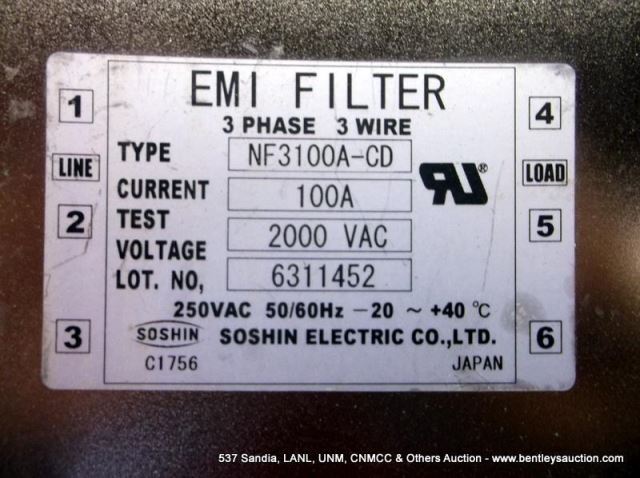 EMI FILTER
3 PHASE 3 WIRE
1
LINE
2
3
4
LOAD
5
6
TYPE NF3100A-CD
CURRENT 100A
TEST VOLTAGE 2000 VAC
LOT. NO, 6311452
RU®
250VAC 50/60Hz -20 ~ +40 °C
SOSHIN SOSHIN ELECTRIC CO.,LTD.
C1756 JAPAN
537 Sandia, LANL, UNM, CNMCC & Others Auction - www.bentleysauction.com